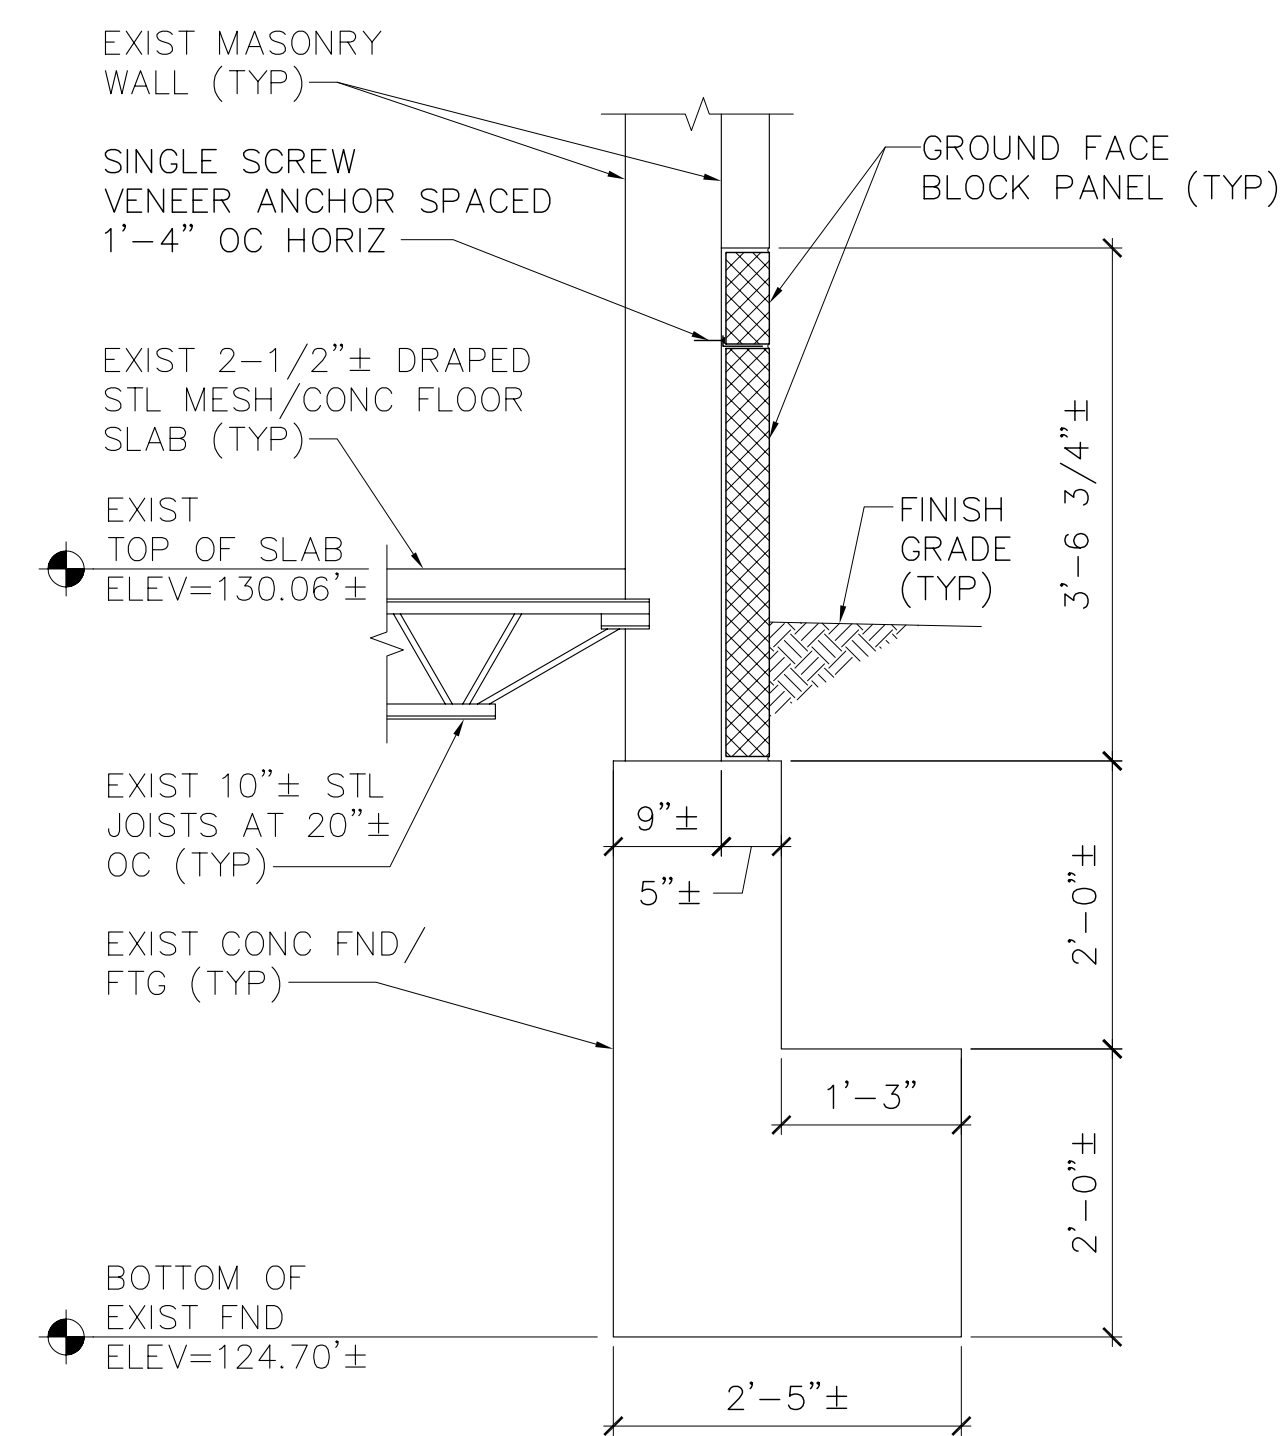 EXIST MASONRY
WALL (TYP)
SINGLE SCREW
VENEER ANCHOR SPACED
1'-4" OC HORIZ
GROUND FACE
BLOCK PANEL (TYP)
EXIST 2-1/2"± DRAPED
STL MESH/CONC FLOOR
SLAB (TYP)
3'-6 3/4"±
EXIST
TOP OF SLAB
ELEV=130.06'±
FINISH
GRADE
(TYP)
EXIST 10"± STL
JOISTS AT 20"±
OC (TYP)
9"±
5"±
2'-0"±
EXIST CONC FND/
FTG (TYP)
1'-3"
2'-0"±
BOTTOM OF
EXIST FND
ELEV=124.70'±
2'-5"±